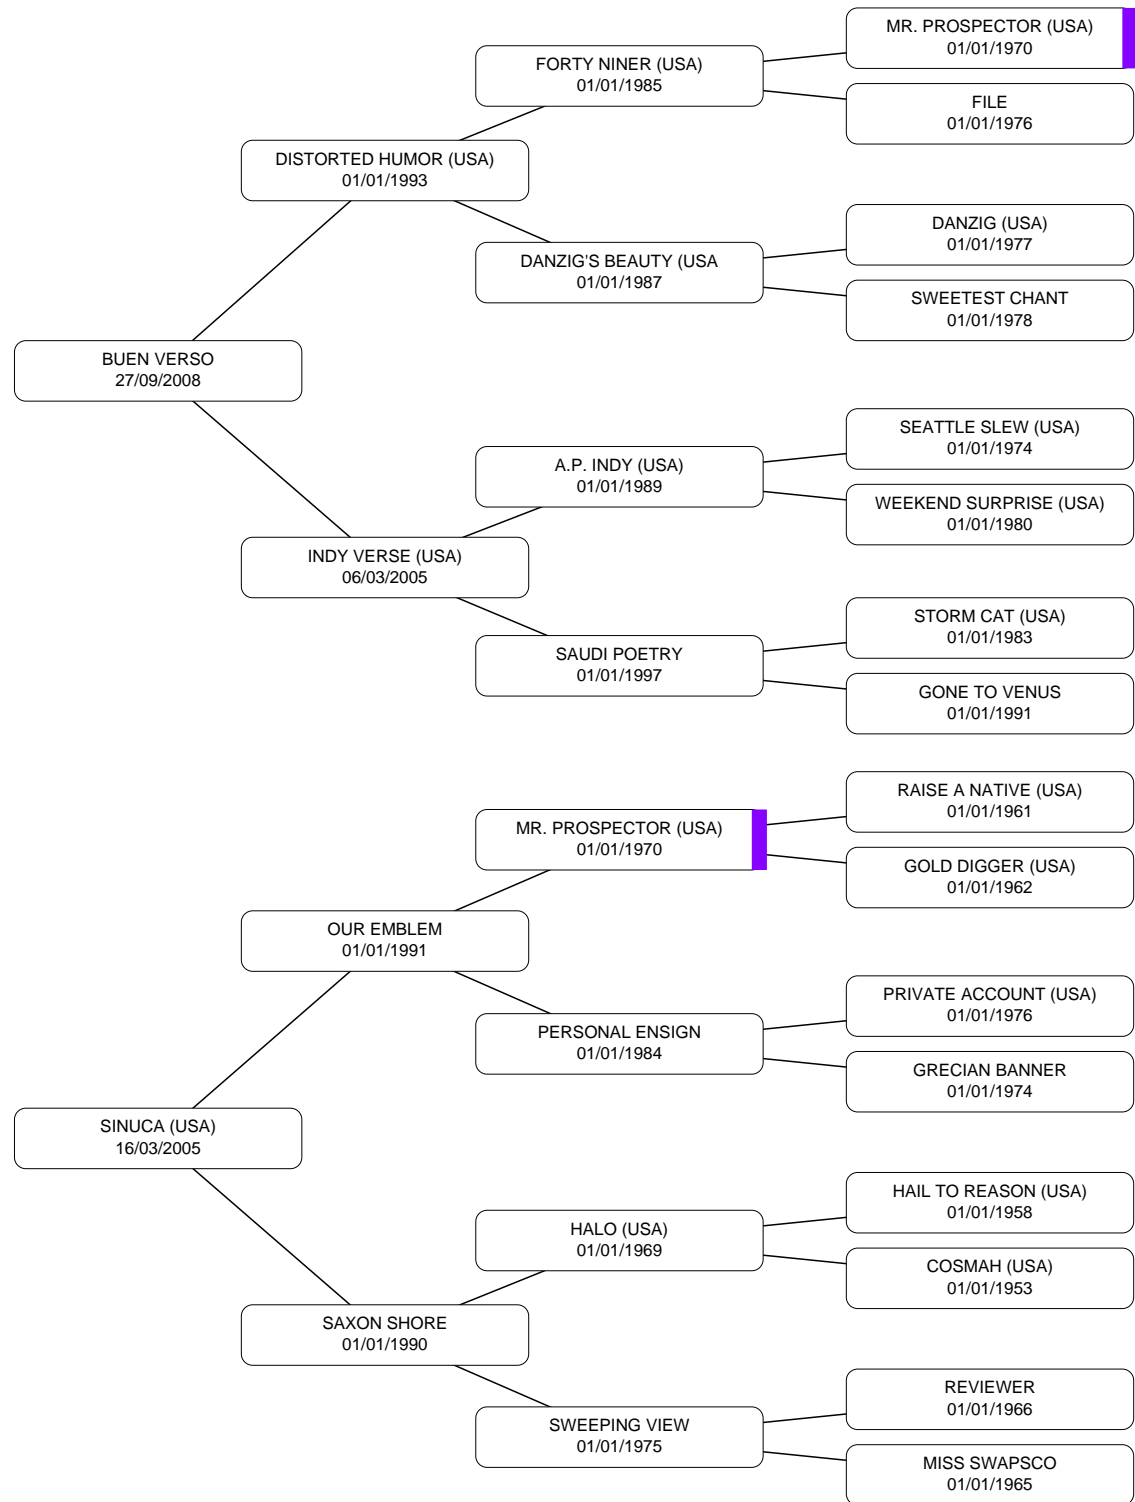 MR. PROSPECTOR (USA)
01/01/1970
FORTY NINER (USA)
01/01/1985
FILE
01/01/1976
DISTORTED HUMOR (USA)
01/01/1993
DANZIG (USA)
01/01/1977
DANZIG'S BEAUTY (USA
01/01/1987
SWEETEST CHANT
01/01/1978
BUEN VERSO
27/09/2008
SEATTLE SLEW (USA)
01/01/1974
A.P. INDY (USA)
01/01/1989
WEEKEND SURPRISE (USA)
01/01/1980
INDY VERSE (USA)
06/03/2005
STORM CAT (USA)
01/01/1983
SAUDI POETRY
01/01/1997
GONE TO VENUS
01/01/1991
RAISE A NATIVE (USA)
01/01/1961
MR. PROSPECTOR (USA)
01/01/1970
GOLD DIGGER (USA)
01/01/1962
OUR EMBLEM
01/01/1991
PRIVATE ACCOUNT (USA)
01/01/1976
PERSONAL ENSIGN
01/01/1984
GRECIAN BANNER
01/01/1974
SINUCA (USA)
16/03/2005
HAIL TO REASON (USA)
01/01/1958
HALO (USA)
01/01/1969
COSMAH (USA)
01/01/1953
SAXON SHORE
01/01/1990
REVIEWER
01/01/1966
SWEEPING VIEW
01/01/1975
MISS SWAPSCO
01/01/1965